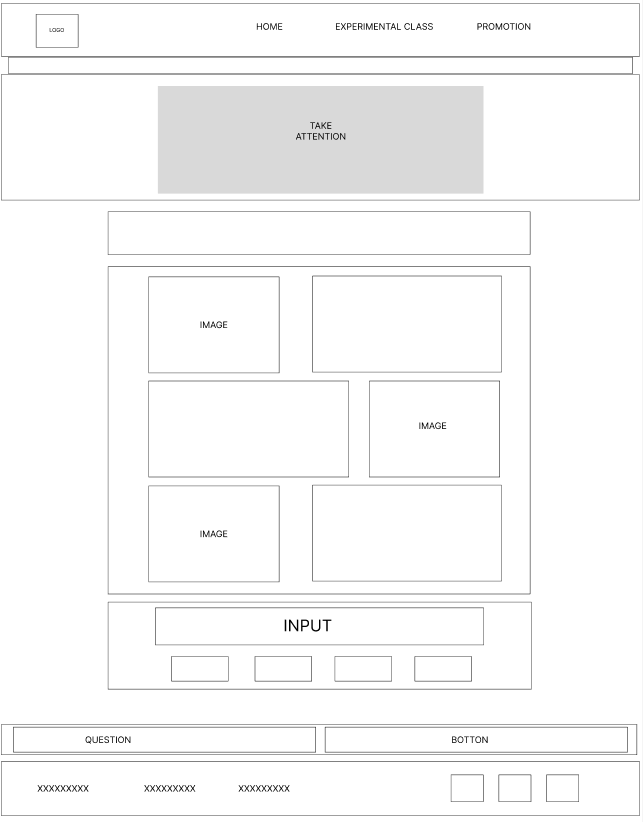 LOGO
HOME
EXPERIMENTAL CLASS
PROMOTION
TAKE
ATTENTION
IMAGE
IMAGE
IMAGE
INPUT
QUESTION
BOTTON
XXXXXXXXX
XXXXXXXXX
XXXXXXXXX